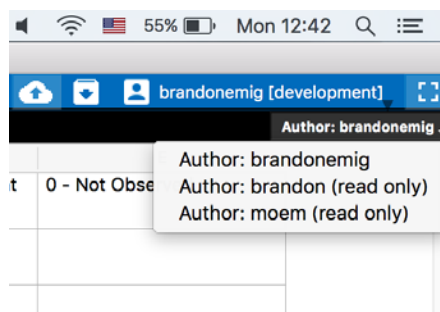 55% Mon 12:42
brandonemig [development]
Author: brandonemig
Author: brandonemig
t 0 - Not Obse
Author: brandon (read only)
Author: moem (read only)